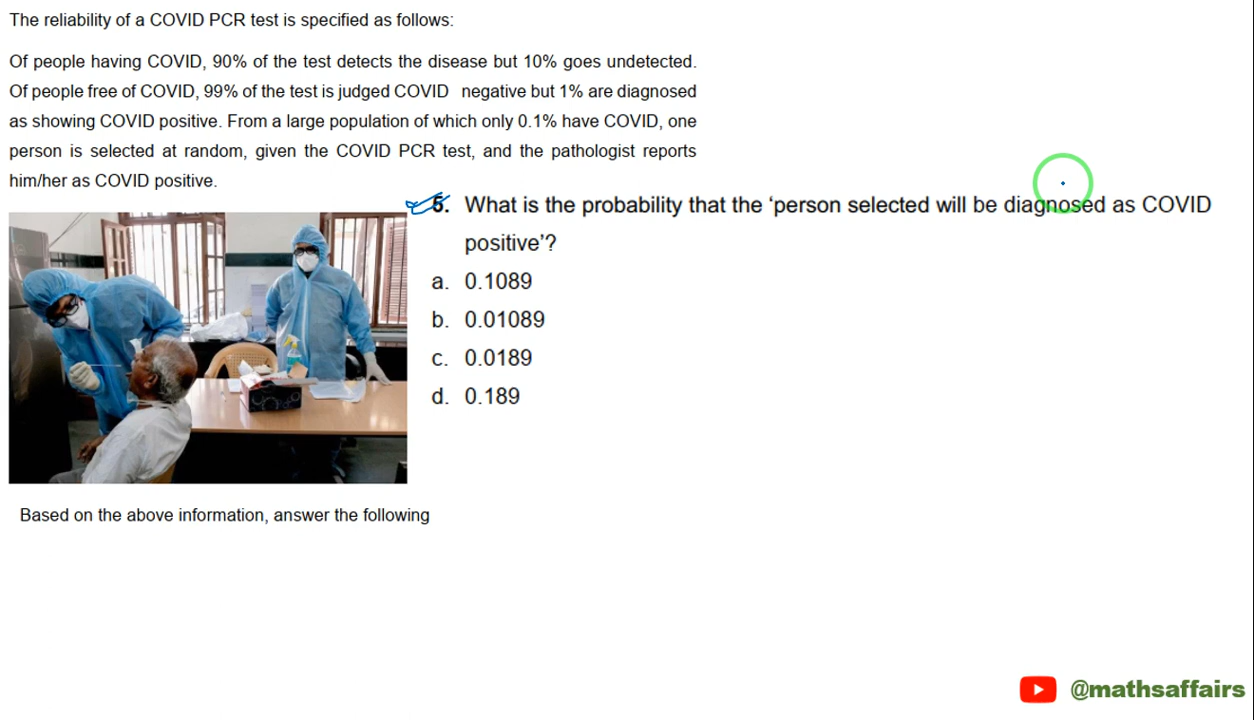 The reliability of a COVID PCR test is specified as follows:
Of people having COVID, 90% of the test detects the disease but 10% goes undetected.
Of people free of COVID, 99% of the test is judged COVID negative but 1% are diagnosed
as showing COVID positive. From a large population of which only 0.1% have COVID, one
person is selected at random, given the COVID PCR test, and the pathologist reports
him/her as COVID positive.
5. What is the probability that the ‘person selected will be diagnosed as COVID
positive’?
a. 0.1089
b. 0.01089
c. 0.0189
d. 0.189
Based on the above information, answer the following
@mathsaffairs